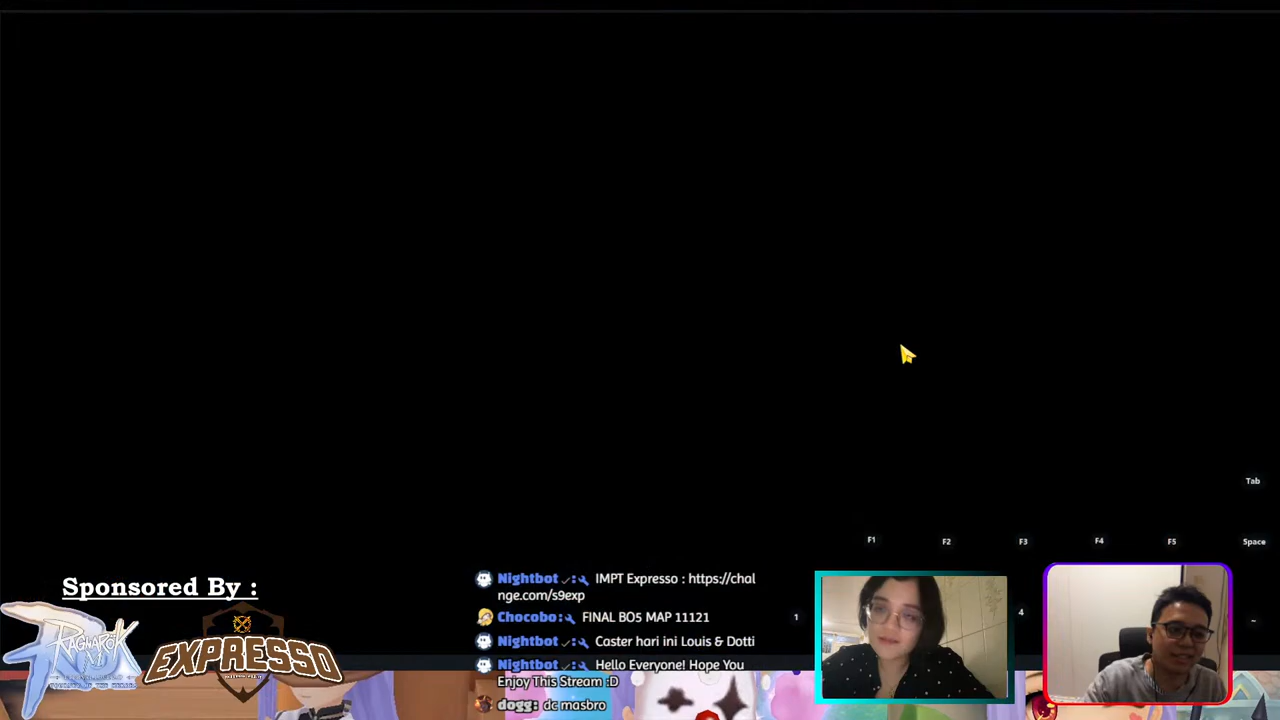 Tab
F1
F2
F3
F4
F5
Space
Sponsored By :
RAGNAROK
EXPRESSO
Nightbot IMPT Expresso : https://chal
nge.com/s9exp
Chocobo: FINAL BO5 MAP 11121
Nightbot : Caster hari ini Louis & Dotti
Nightbot : Hello Everyone! Hope You
Enjoy This Stream :D
dogg: dc masbro
1
4